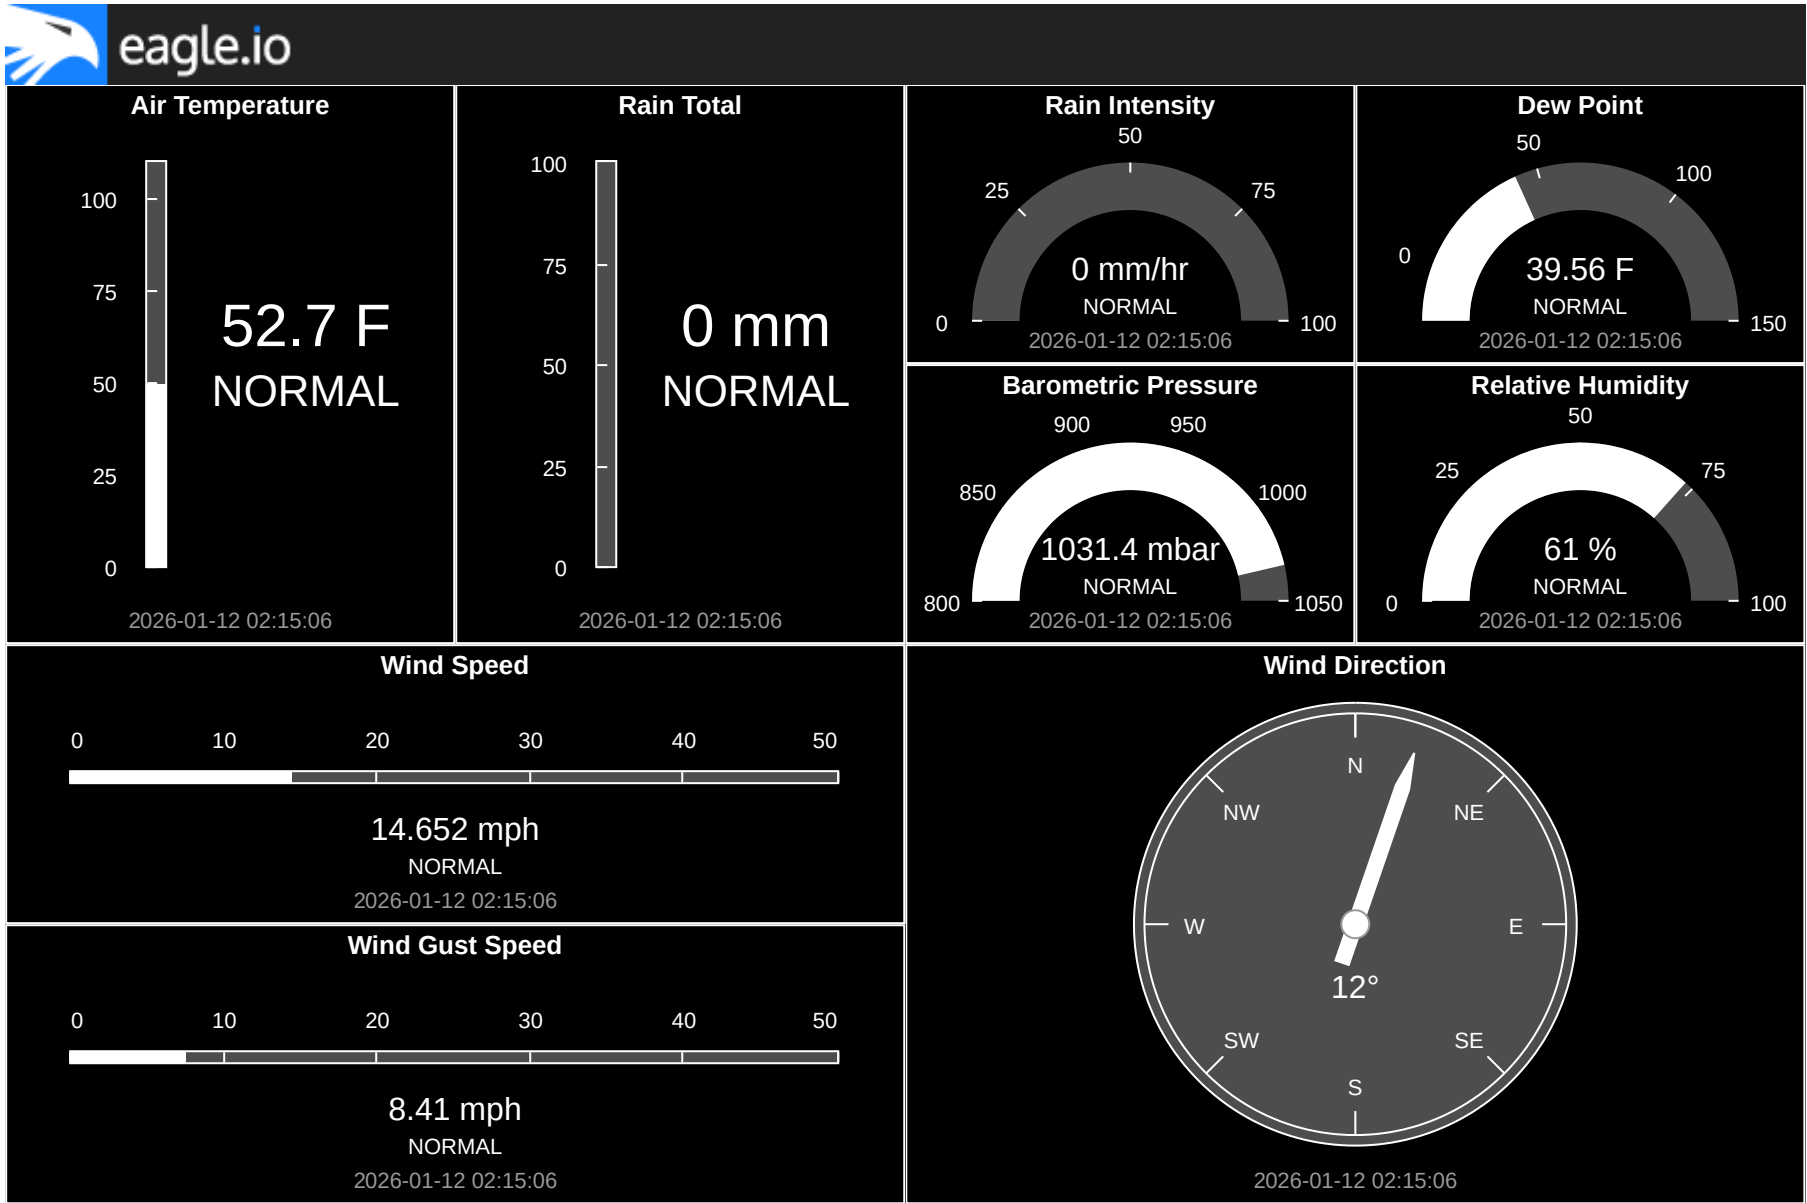 eagle.io
Air Temperature
100
75
50
25
0
52.7 F
NORMAL
2026-01-12 02:15:06
Rain Total
100
75
50
25
0
0 mm
NORMAL
2026-01-12 02:15:06
Rain Intensity
0
25
50
75
100
0 mm/hr
NORMAL
2026-01-12 02:15:06
Dew Point
0
50
100
150
39.56 F
NORMAL
2026-01-12 02:15:06
Barometric Pressure
800
850
900
950
1000
1050
1031.4 mbar
NORMAL
2026-01-12 02:15:06
Relative Humidity
0
25
50
75
100
61 %
NORMAL
2026-01-12 02:15:06
Wind Speed
0 10 20 30 40 50
14.652 mph
NORMAL
2026-01-12 02:15:06
Wind Gust Speed
0 10 20 30 40 50
8.41 mph
NORMAL
2026-01-12 02:15:06
Wind Direction
N
NW NE
W E
12°
SW SE
S
2026-01-12 02:15:06